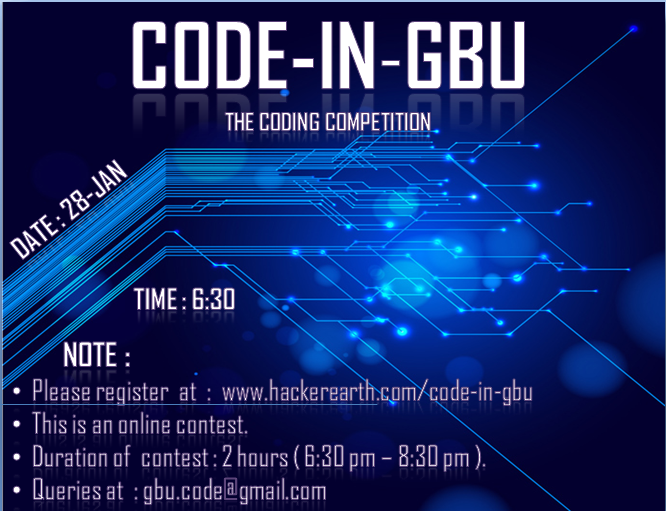 CODE-IN-GBU
THE CODING COMPETITION
DATE : 28-JAN
TIME : 6:30
NOTE :
• Please register at : www.hackerearth.com/code-in-gbu
• This is an online contest.
• Duration of contest : 2 hours ( 6:30 pm – 8:30 pm ).
• Queries at : gbu.code@gmail.com